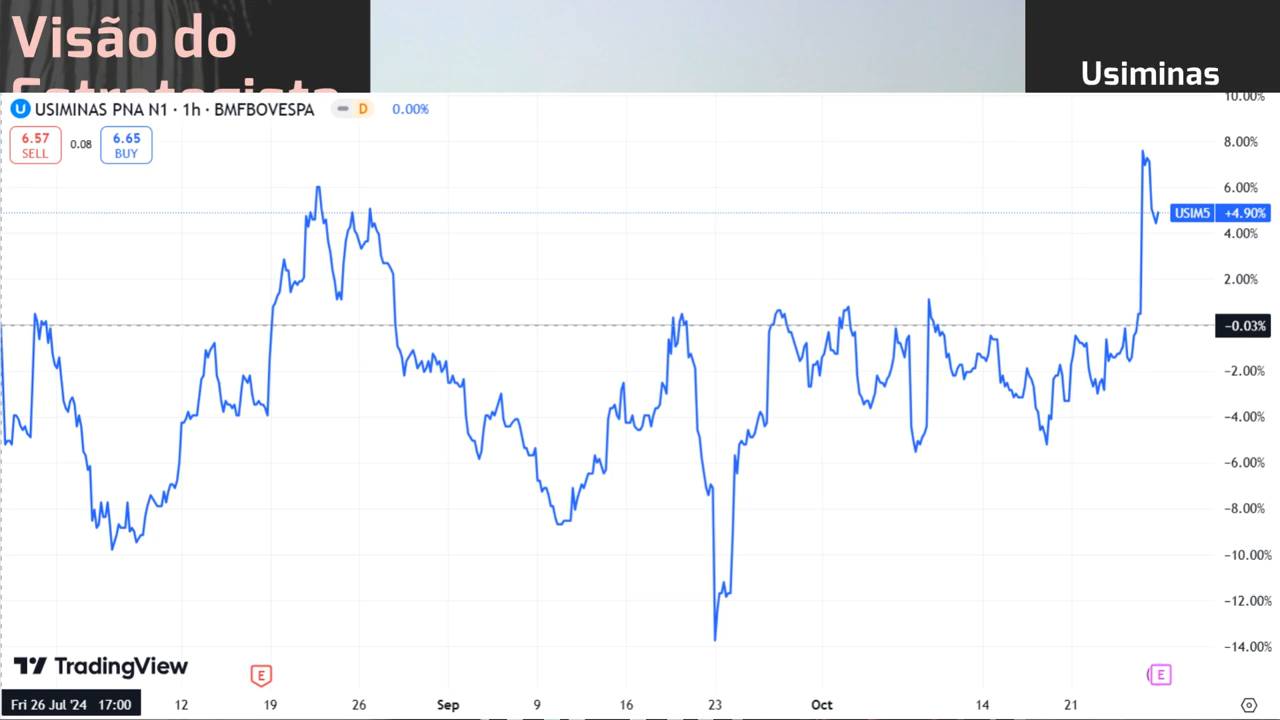 Visão do
Estrategista
Usiminas
USIMINAS PNA N1 · 1h · BMFBOVESPA
D
0.00%
6.57
SELL
0.08
6.65
BUY
10.00%
8.00%
6.00%
USIM5 +4.90%
4.00%
2.00%
−0.03%
−2.00%
−4.00%
−6.00%
−8.00%
−10.00%
−12.00%
−14.00%
TradingView
E
E
Fri 26 Jul '24 17:00
12
19
26
Sep
9
16
23
Oct
14
21